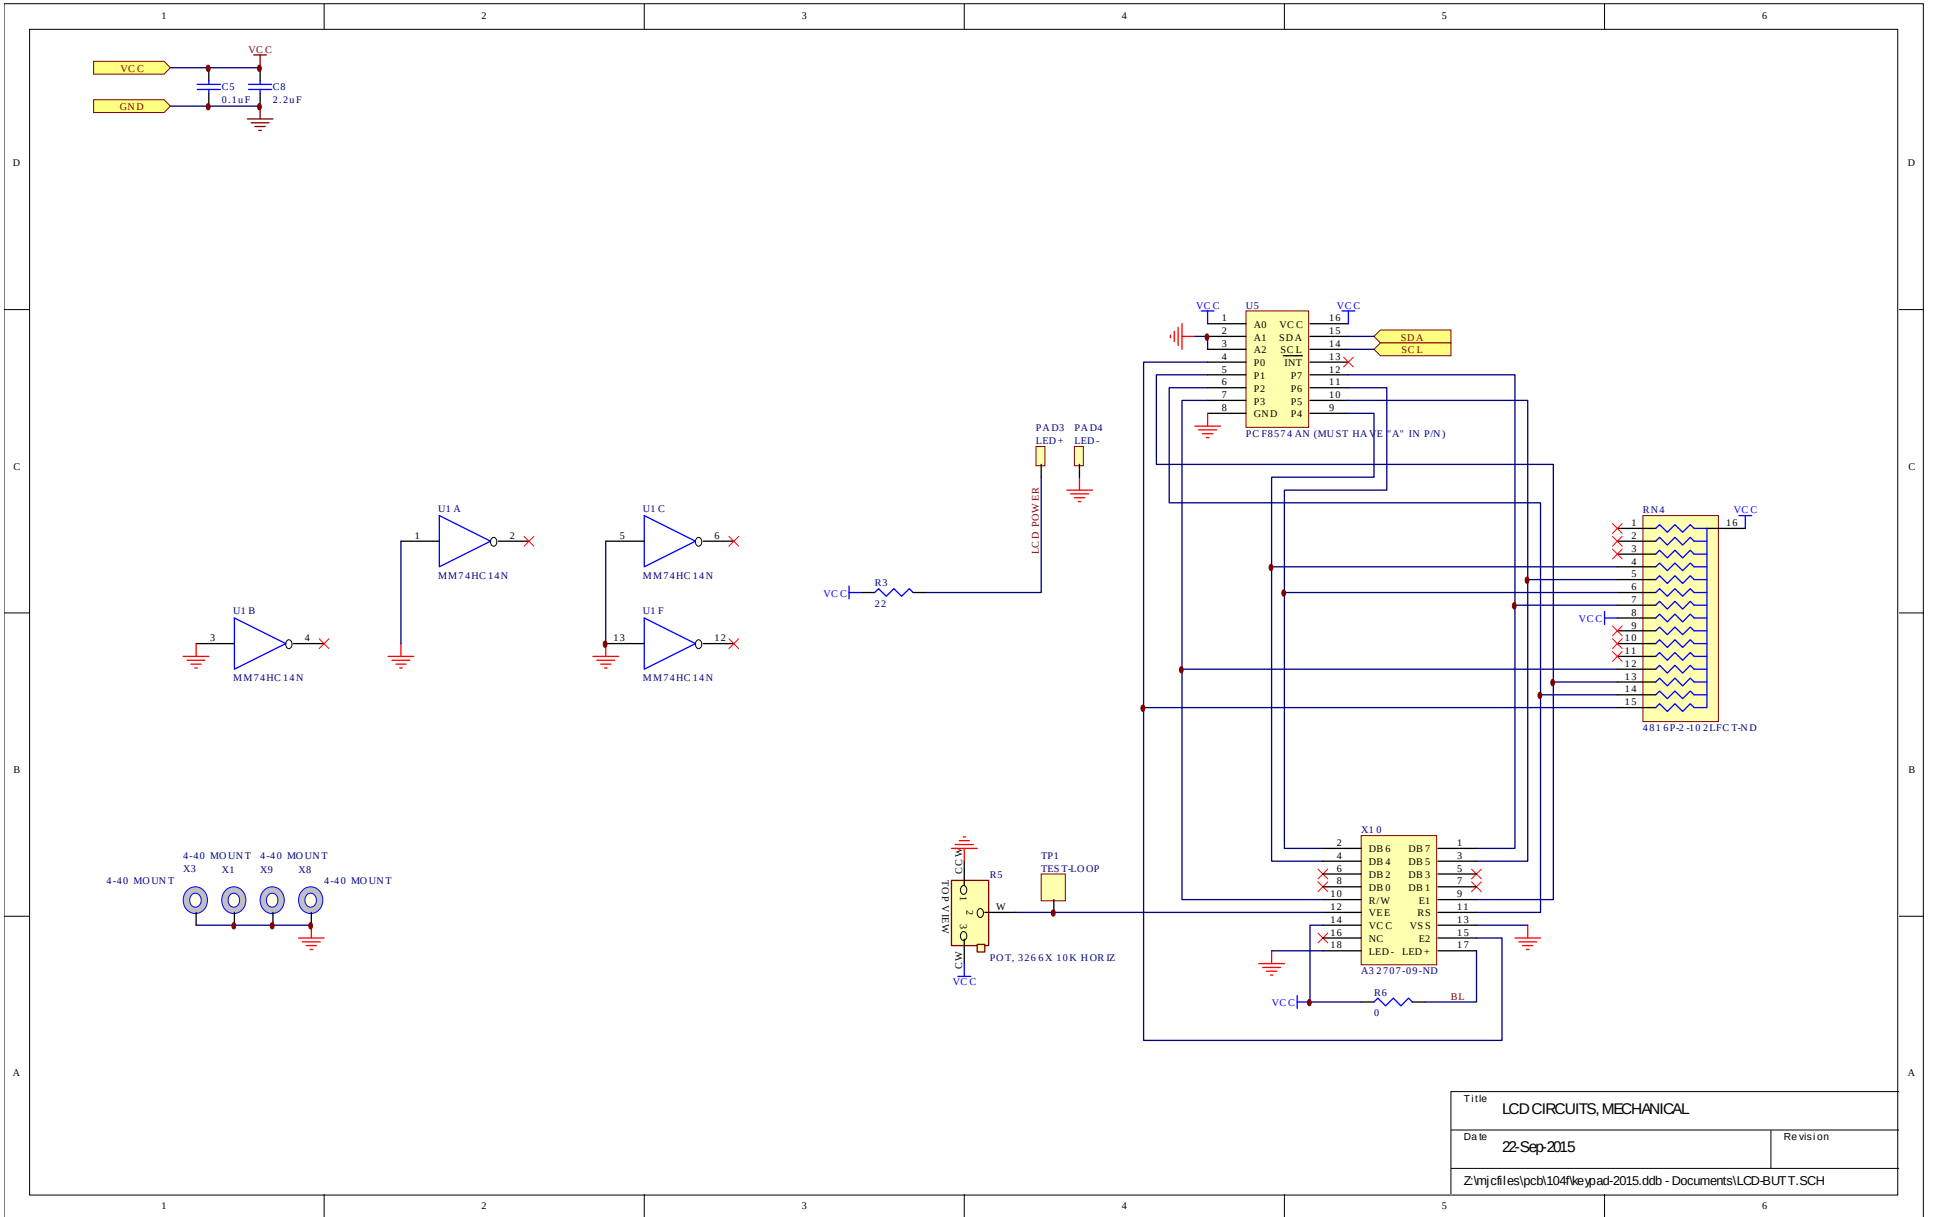 1 2 3 4 5 6
VCC
VCC
C5 C8
0.1uF 2.2uF
GND
D D
VCC U5 VCC
1 A0 VCC 16
2 A1 SDA 15 SDA
3 A2 SCL 14 SCL
4 P0 INT 13
5 P1 P7 12
6 P2 P6 11
7 P3 P5 10
8 GND P4 9
PCF8574AN (MUST HAVE "A" IN P/N)
PAD3 PAD4
LED+ LED-
LCD POWER
C C
U1A
1 2
MM74HC14N
U1C
5 6
MM74HC14N
VCC R3
22
U1B
3 4
MM74HC14N
U1F
13 12
MM74HC14N
RN4 VCC
1 16
2
3
4
5
6
7
VCC 8
9
10
11
12
13
14
15
4816P-2-102LFCT-ND
B B
4-40 MOUNT 4-40 MOUNT
X3 X1 X9 X8
4-40 MOUNT 4-40 MOUNT
CCW
R5
TOP VIEW
1
2 W
3
CW
VCC
POT, 3266X 10K HORIZ
TP1
TEST-LOOP
X10
2 DB6 DB7 1
4 DB4 DB5 3
6 DB2 DB3 5
8 DB0 DB1 7
10 R/W E1 9
12 VEE RS 11
14 VCC VSS 13
16 NC E2 15
18 LED- LED+ 17
A32707-09-ND
VCC R6 BL
0
A A
Title LCD CIRCUITS, MECHANICAL
Date 22-Sep-2015 Revision
Z:\mjcfiles\pcb\104f\keypad-2015.ddb - Documents\LCD-BUTT.SCH
1 2 3 4 5 6